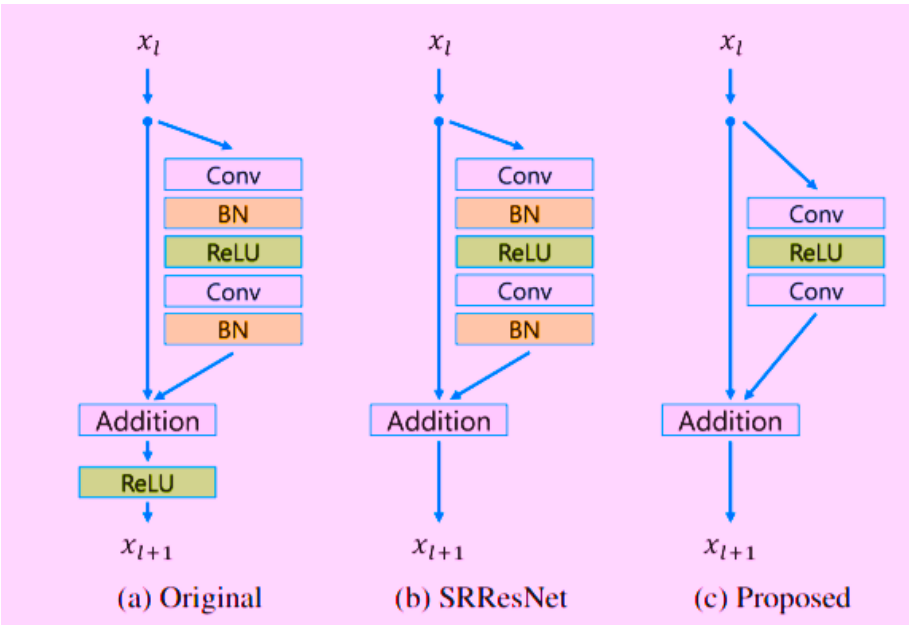 x_l
Conv
BN
ReLU
Conv
BN
Addition
ReLU
x_{l+1}
(a) Original
x_l
Conv
BN
ReLU
Conv
BN
Addition
x_{l+1}
(b) SRResNet
x_l
Conv
ReLU
Conv
Addition
x_{l+1}
(c) Proposed